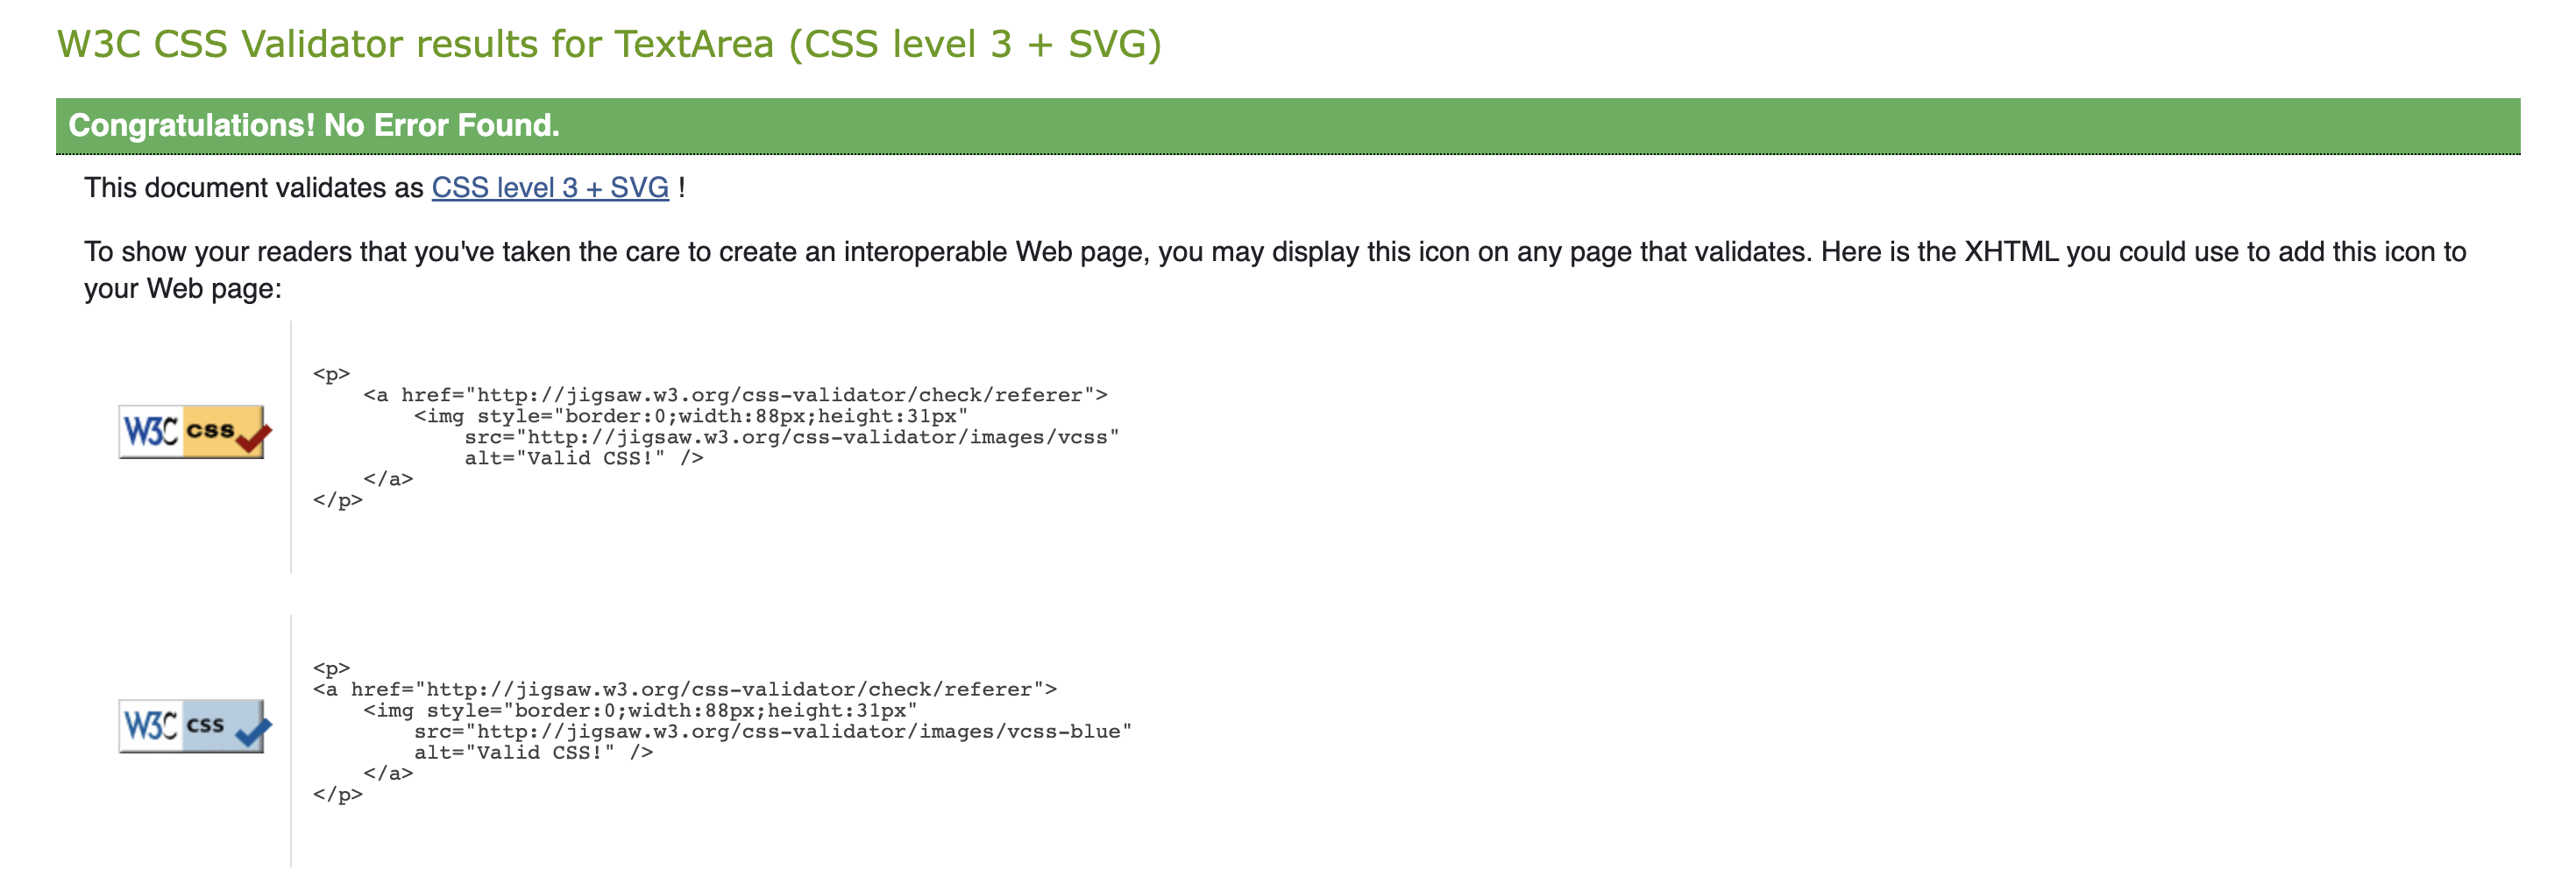 W3C CSS Validator results for TextArea (CSS level 3 + SVG)
Congratulations! No Error Found.
This document validates as CSS level 3 + SVG !
To show your readers that you've taken the care to create an interoperable Web page, you may display this icon on any page that validates. Here is the XHTML you could use to add this icon to
your Web page:
W3C css
<p>
    <a href="http://jigsaw.w3.org/css-validator/check/referer">
        <img style="border:0;width:88px;height:31px"
            src="http://jigsaw.w3.org/css-validator/images/vcss"
            alt="Valid CSS!" />
    </a>
</p>
W3C css
<p>
<a href="http://jigsaw.w3.org/css-validator/check/referer">
    <img style="border:0;width:88px;height:31px"
        src="http://jigsaw.w3.org/css-validator/images/vcss-blue"
        alt="Valid CSS!" />
    </a>
</p>